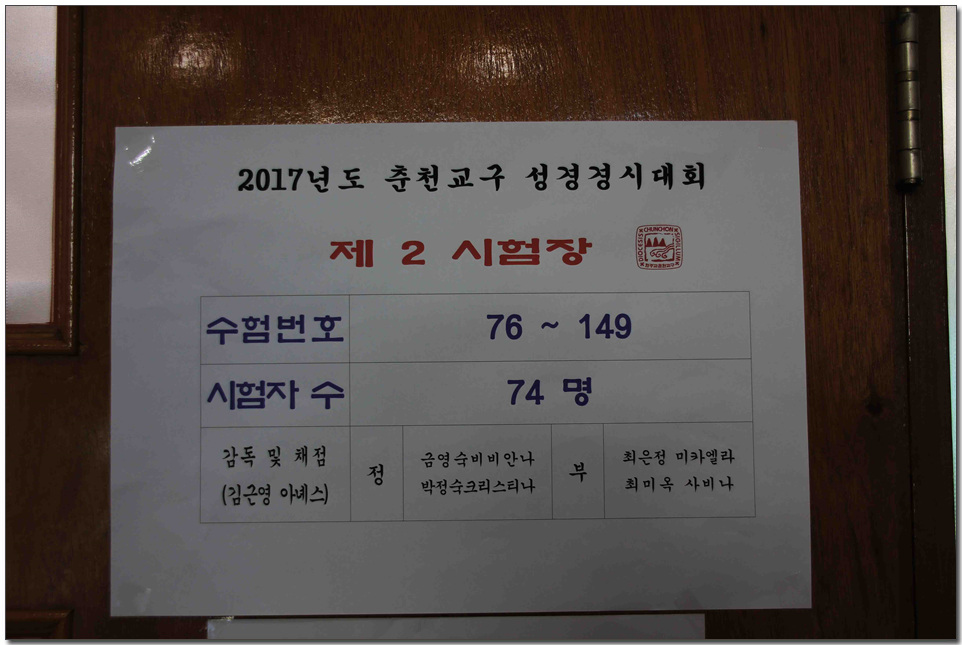 2017년도 춘천교구 성경경시대회
제 2 시험장
DIOCESIS CHUNCHON SIGILLUM
수험번호 76 ~ 149
시험자 수 74 명
감독 및 채점
(김근영 아녜스)
정
금영숙비비안나
박정숙크리스티나
부
최은정 미카엘라
최미옥 사비나